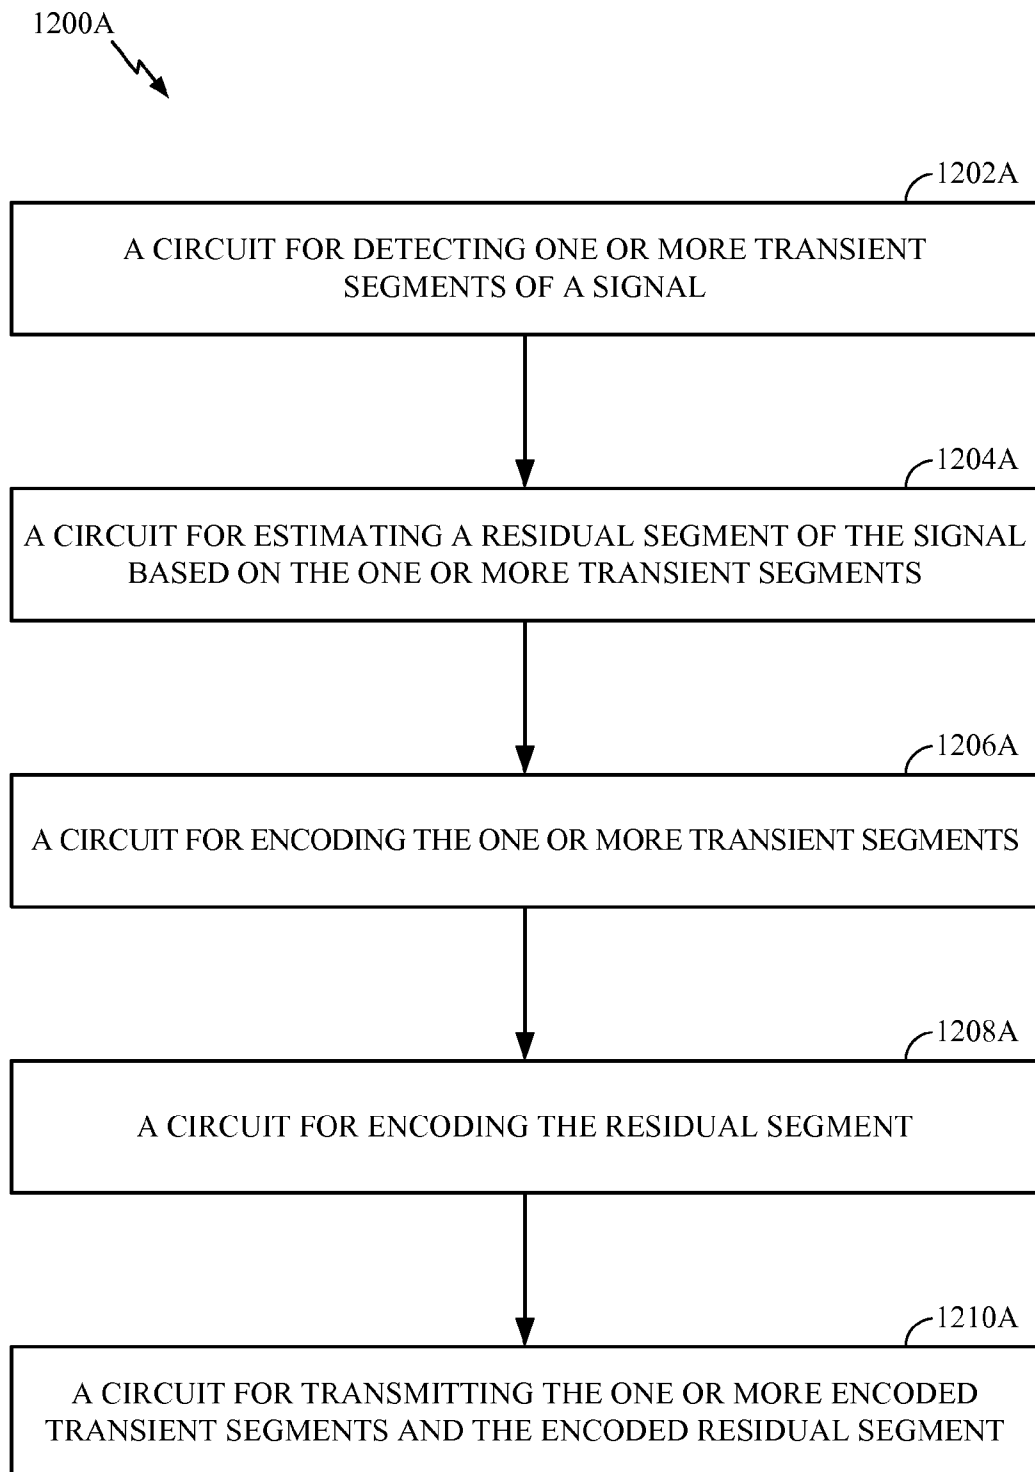 1200A
1202A
A CIRCUIT FOR DETECTING ONE OR MORE TRANSIENT
SEGMENTS OF A SIGNAL
1204A
A CIRCUIT FOR ESTIMATING A RESIDUAL SEGMENT OF THE SIGNAL
BASED ON THE ONE OR MORE TRANSIENT SEGMENTS
1206A
A CIRCUIT FOR ENCODING THE ONE OR MORE TRANSIENT SEGMENTS
1208A
A CIRCUIT FOR ENCODING THE RESIDUAL SEGMENT
1210A
A CIRCUIT FOR TRANSMITTING THE ONE OR MORE ENCODED
TRANSIENT SEGMENTS AND THE ENCODED RESIDUAL SEGMENT